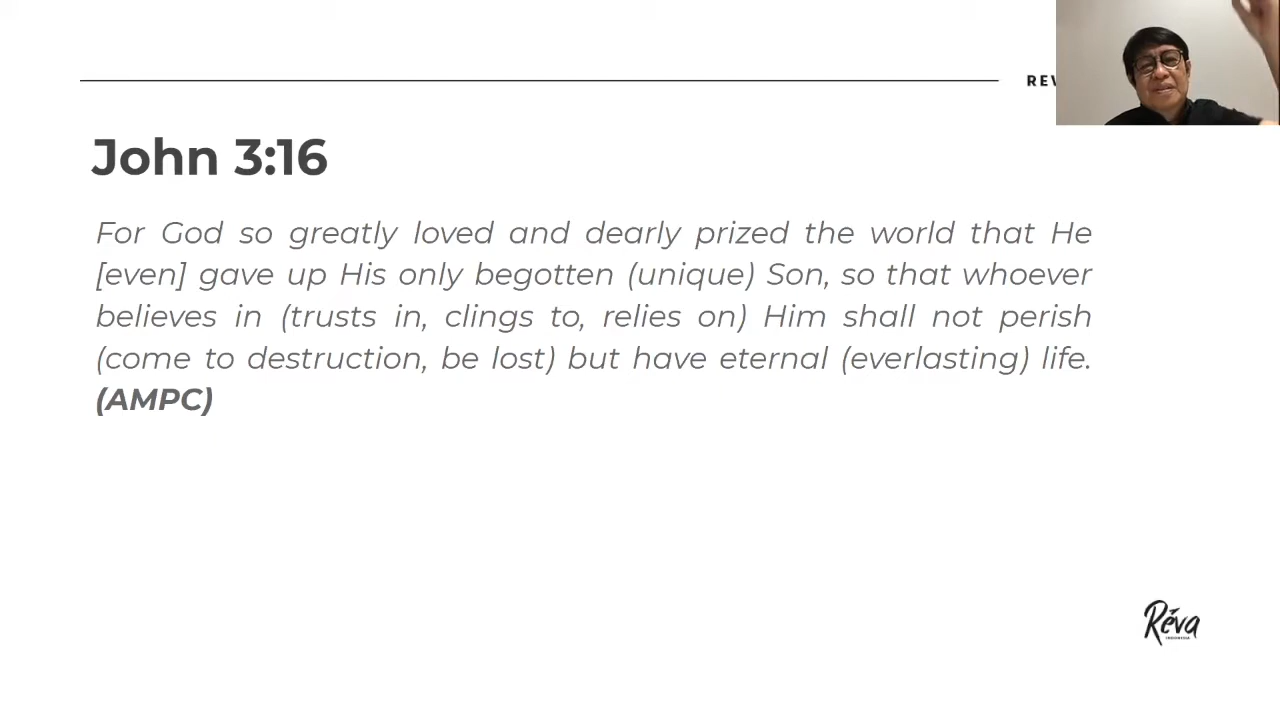 REV
John 3:16
For God so greatly loved and dearly prized the world that He
[even] gave up His only begotten (unique) Son, so that whoever
believes in (trusts in, clings to, relies on) Him shall not perish
(come to destruction, be lost) but have eternal (everlasting) life.
(AMPC)
Réva